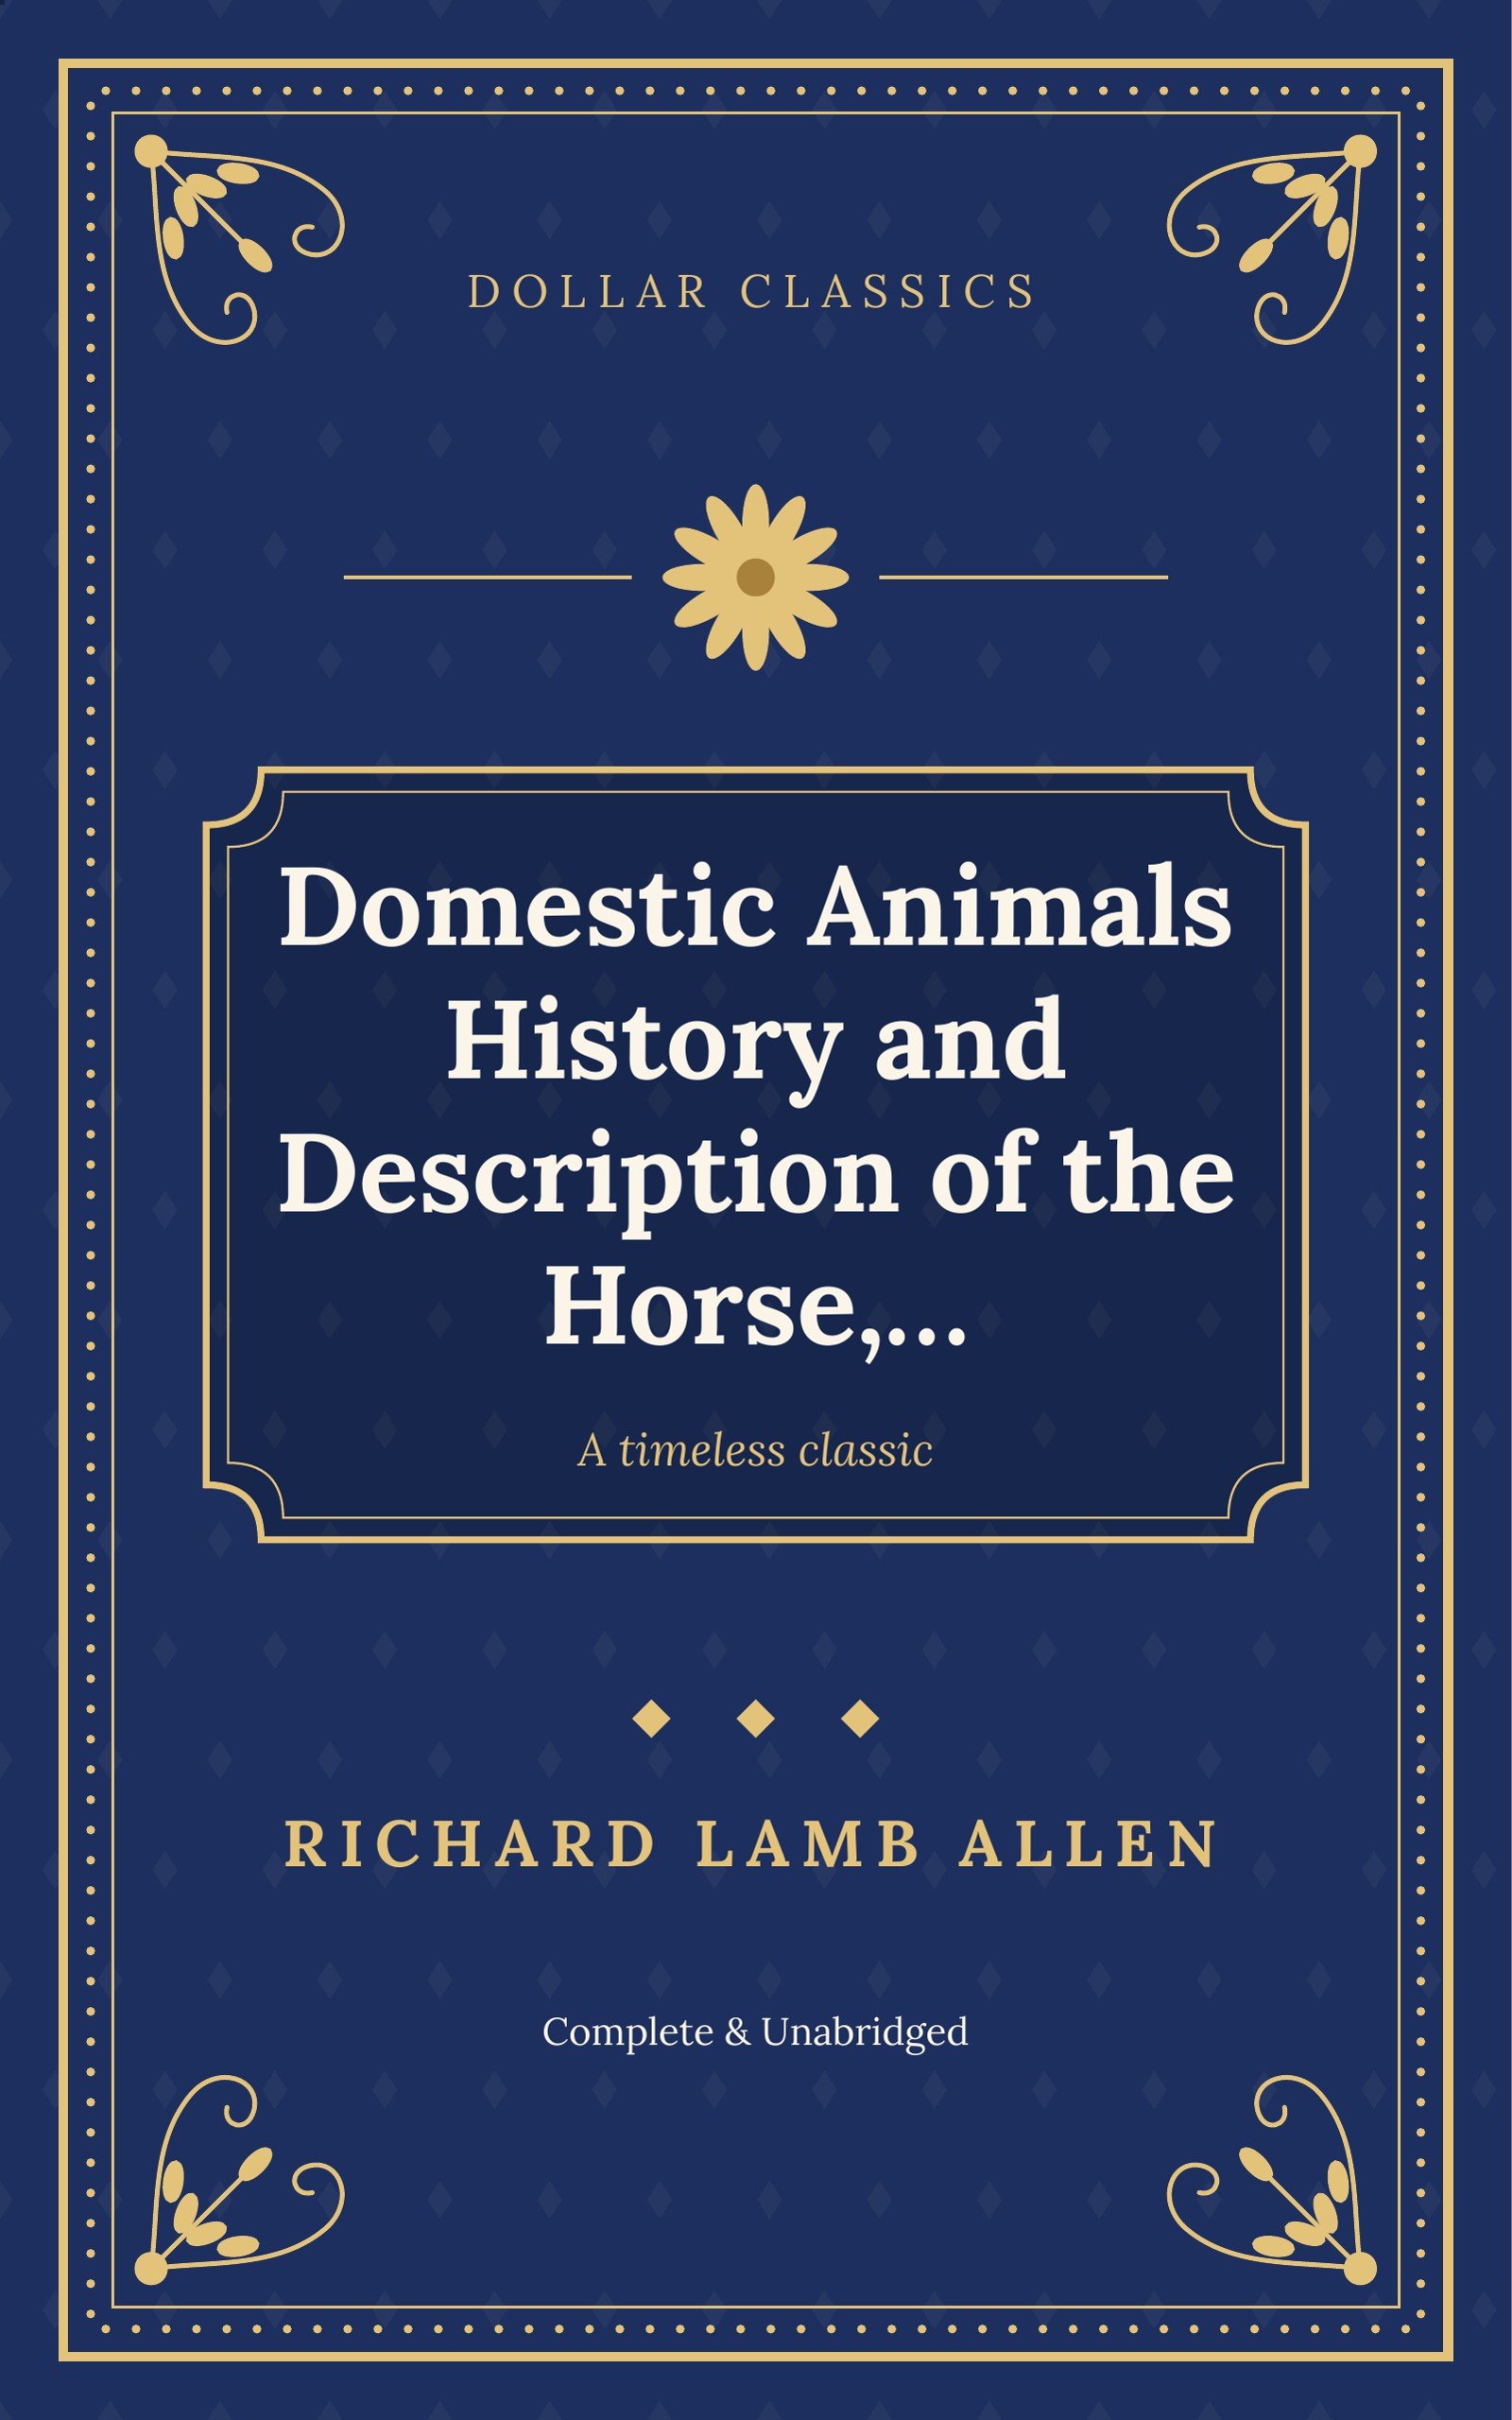 DOLLAR CLASSICS
Domestic Animals
History and
Description of the
Horse,...
A timeless classic
RICHARD LAMB ALLEN
Complete & Unabridged